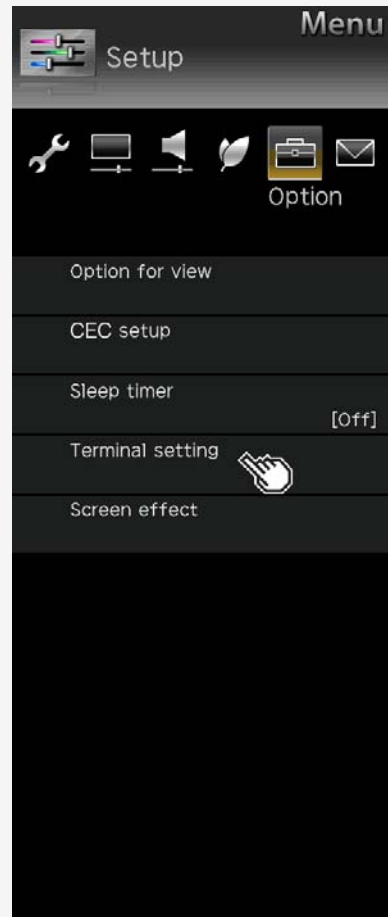 Menu
Setup
Option
Option for view
CEC setup
Sleep timer
[Off]
Terminal setting
Screen effect